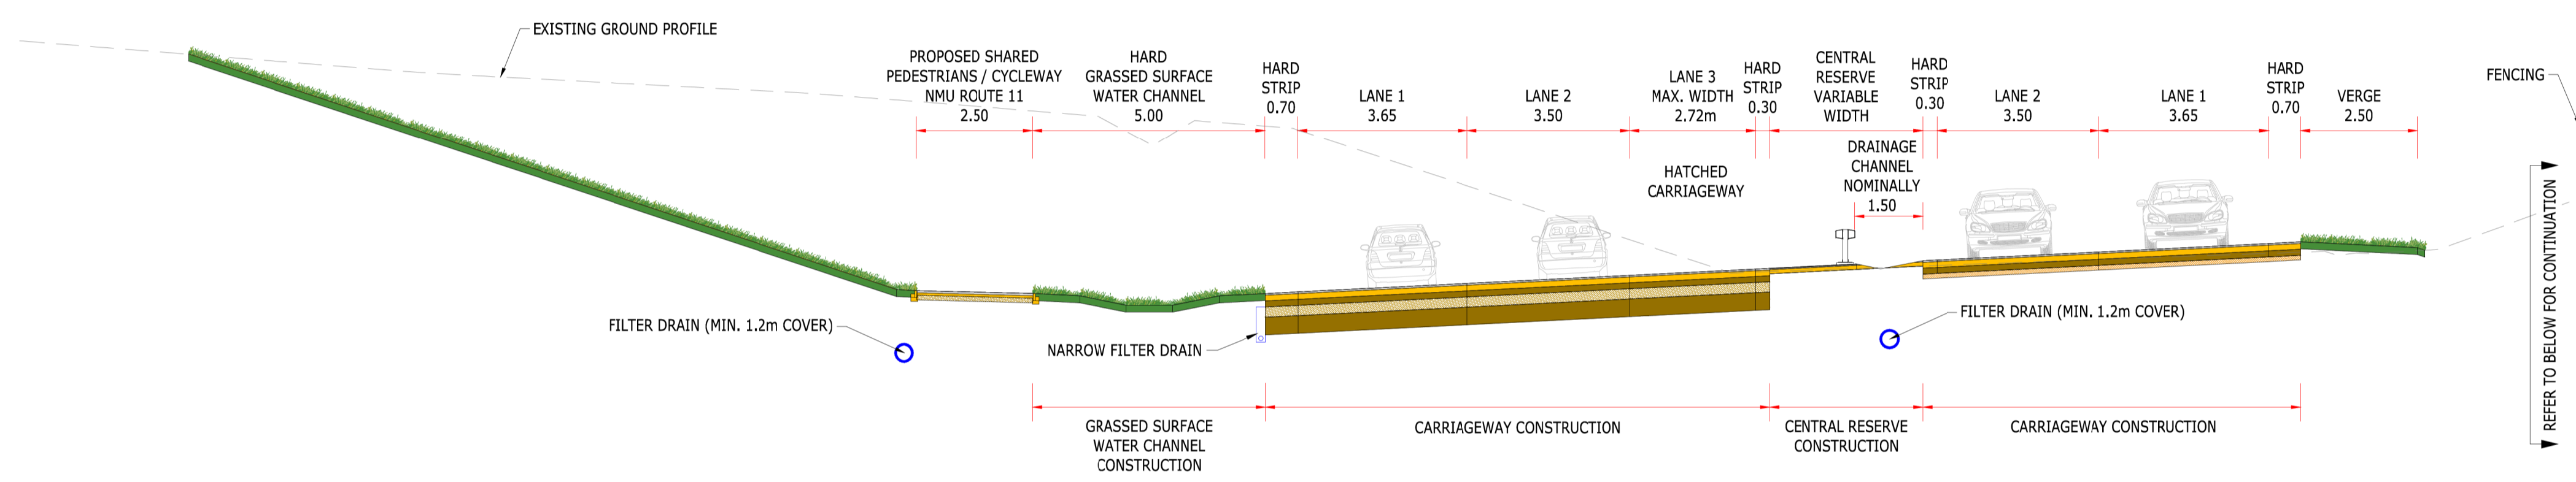 EXISTING GROUND PROFILE
PROPOSED SHARED
PEDESTRIANS / CYCLEWAY
NMU ROUTE 11
2.50
HARD
GRASSED SURFACE
WATER CHANNEL
5.00
HARD
STRIP
0.70
LANE 1
3.65
LANE 2
3.50
LANE 3
MAX. WIDTH
2.72m
HARD
STRIP
0.30
CENTRAL
RESERVE
VARIABLE
WIDTH
HARD
STRIP
0.30
LANE 2
3.50
LANE 1
3.65
HARD
STRIP
0.70
VERGE
2.50
FENCING
HATCHED
CARRIAGEWAY
DRAINAGE
CHANNEL
NOMINALLY
1.50
FILTER DRAIN (MIN. 1.2m COVER)
NARROW FILTER DRAIN
FILTER DRAIN (MIN. 1.2m COVER)
REFER TO BELOW FOR CONTINUATION
GRASSED SURFACE
WATER CHANNEL
CONSTRUCTION
CARRIAGEWAY CONSTRUCTION
CENTRAL RESERVE
CONSTRUCTION
CARRIAGEWAY CONSTRUCTION